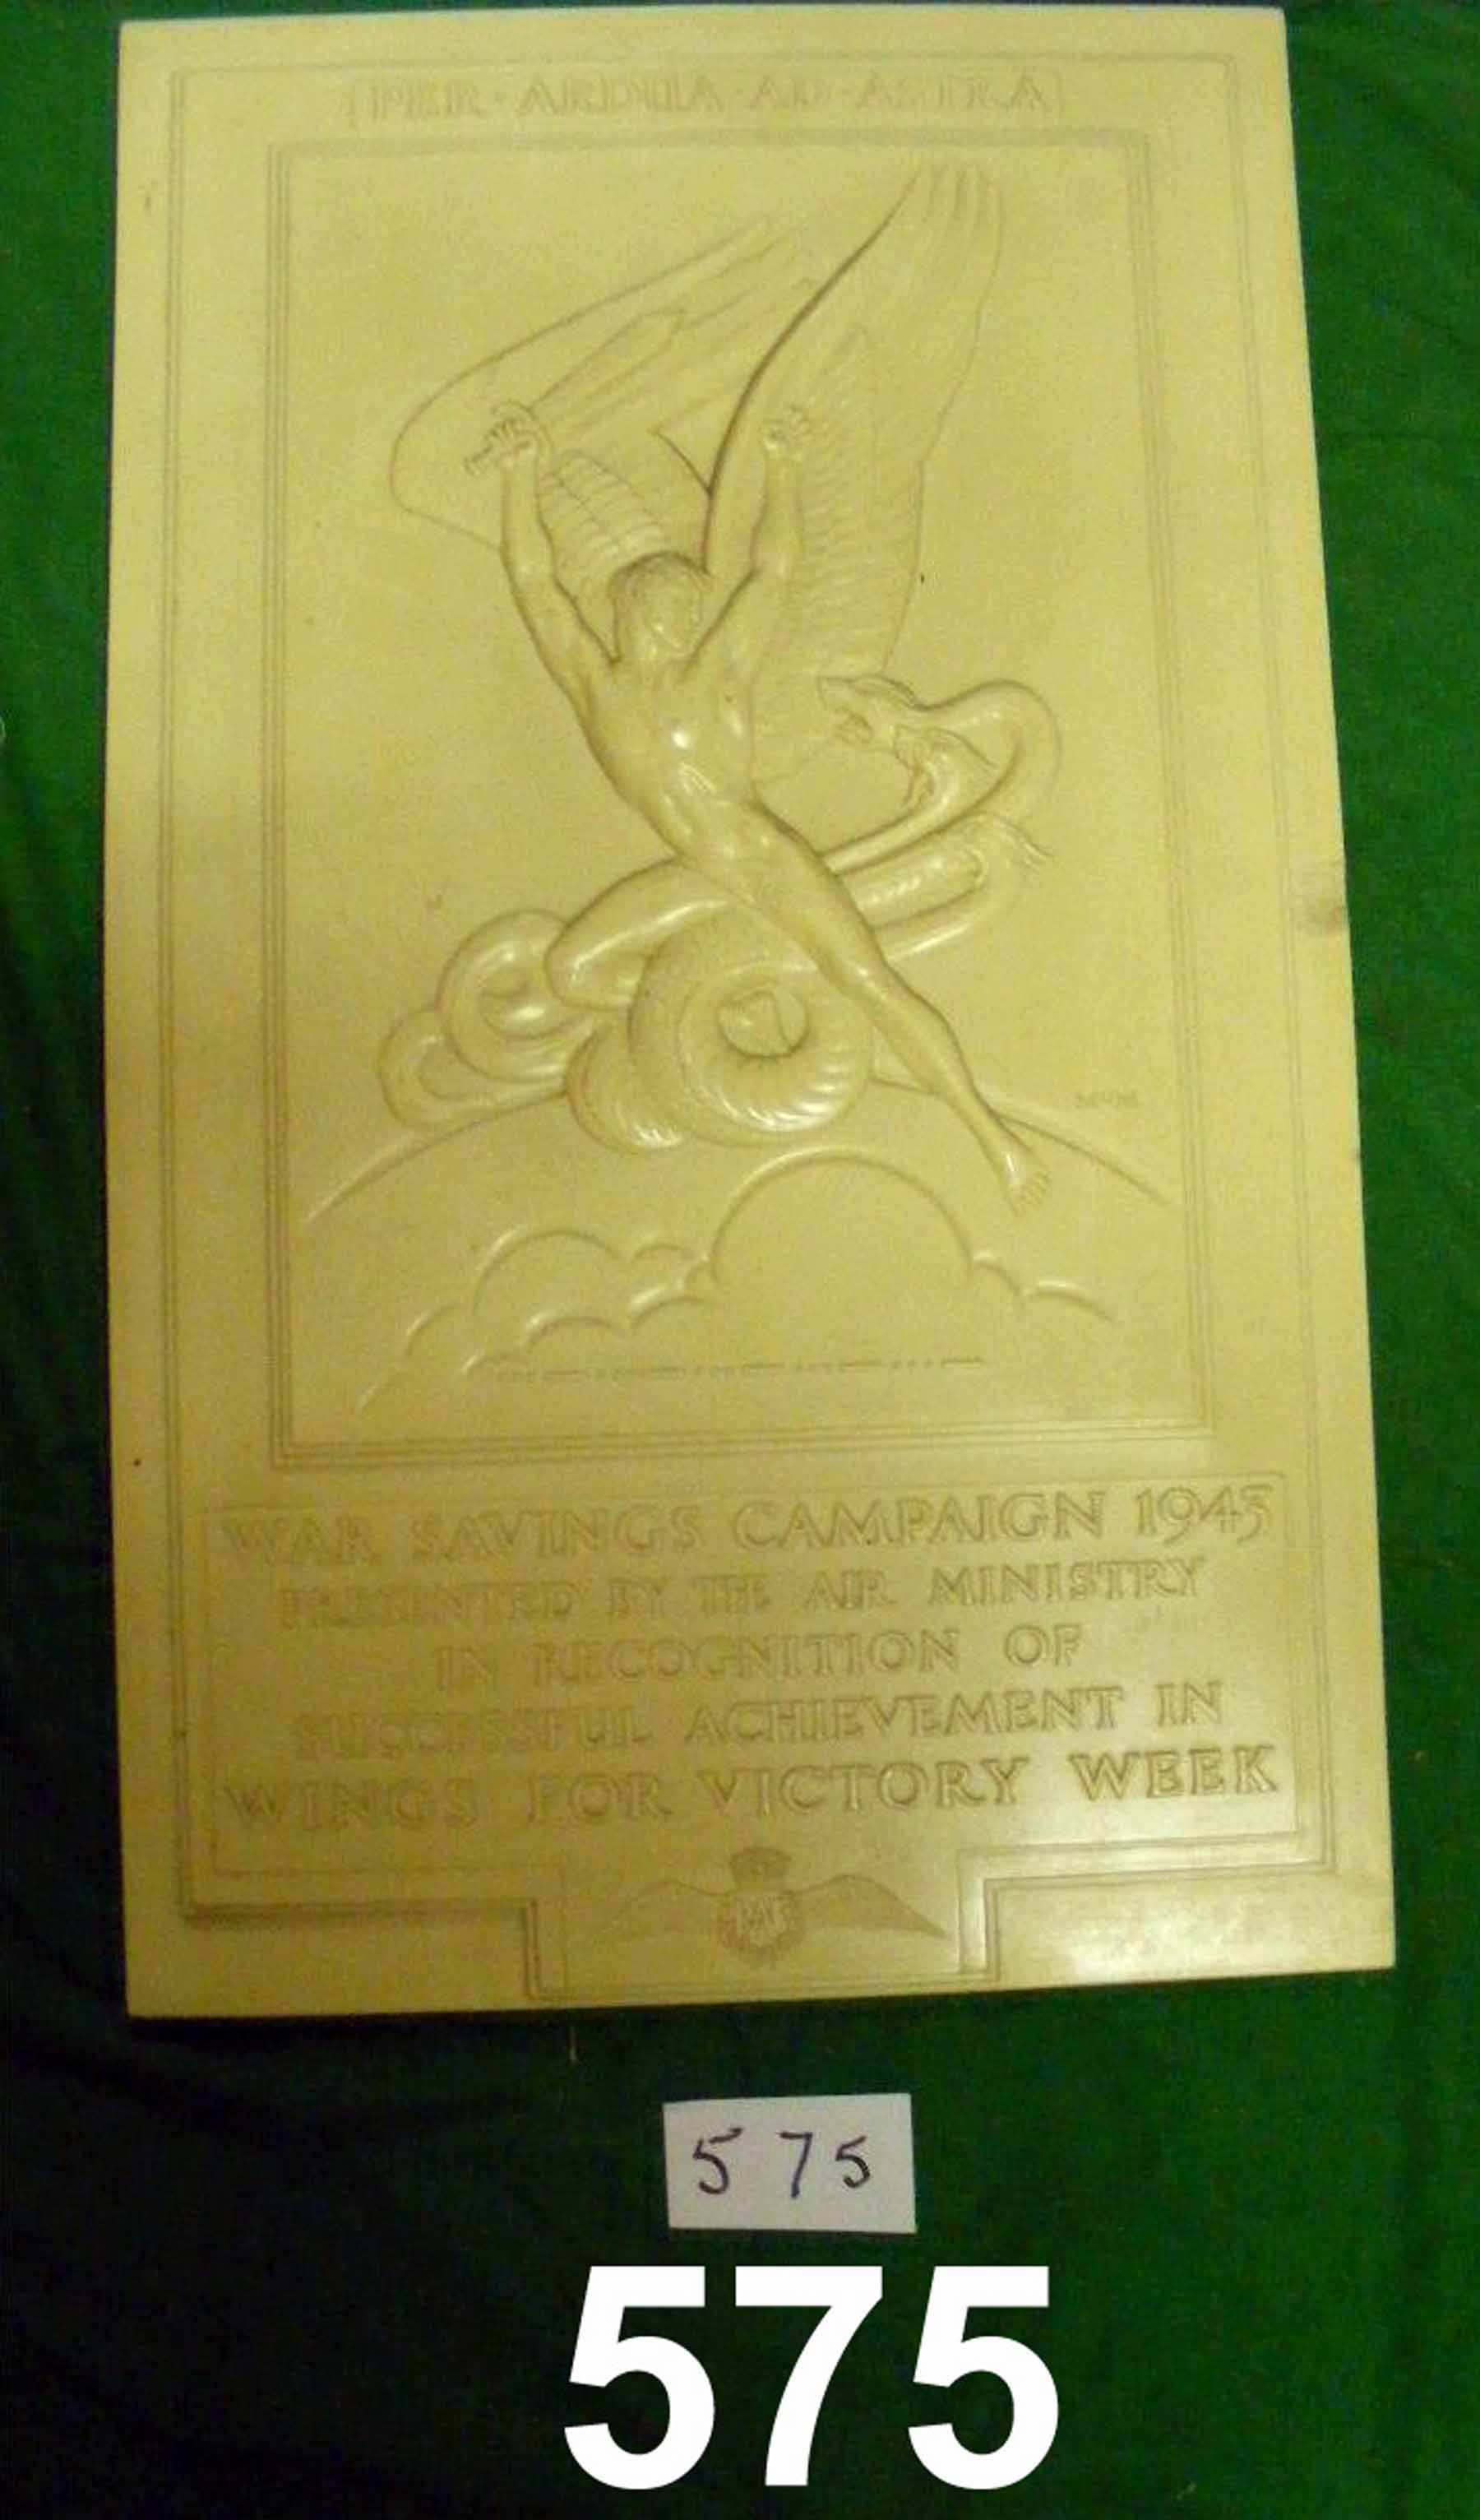 PER · ARDUA · AD · ASTRA
WAR SAVINGS CAMPAIGN 1943
PRESENTED BY THE AIR MINISTRY
IN RECOGNITION OF
SUCCESSFUL ACHIEVEMENT IN
WINGS FOR VICTORY WEEK
RAF
575
575